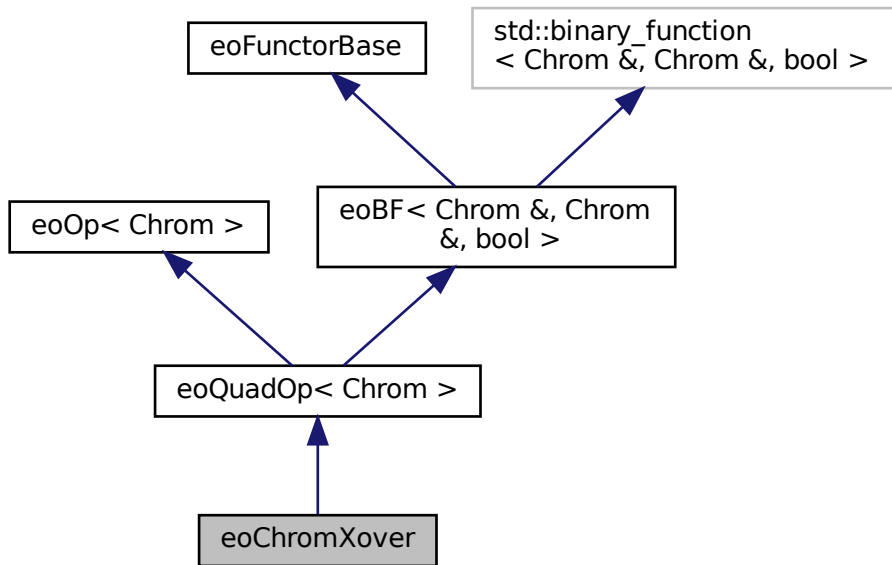 eoFunctorBase
std::binary_function
< Chrom &, Chrom &, bool >
eoOp< Chrom >
eoBF< Chrom &, Chrom
&, bool >
eoQuadOp< Chrom >
eoChromXover